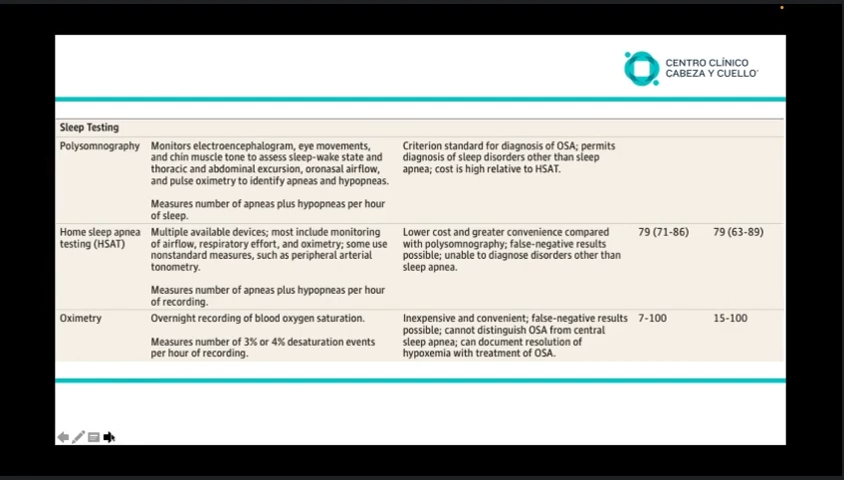 CENTRO CLÍNICO
CABEZA Y CUELLO
Sleep Testing
Polysomnography
Monitors electroencephalogram, eye movements,
and chin muscle tone to assess sleep-wake state and
thoracic and abdominal excursion, oronasal airflow,
and pulse oximetry to identify apneas and hypopneas.
Measures number of apneas plus hypopneas per hour
of sleep.
Criterion standard for diagnosis of OSA; permits
diagnosis of sleep disorders other than sleep
apnea; cost is high relative to HSAT.
Home sleep apnea
testing (HSAT)
Multiple available devices; most include monitoring
of airflow, respiratory effort, and oximetry; some use
nonstandard measures, such as peripheral arterial
tonometry.
Measures number of apneas plus hypopneas per hour
of recording.
Lower cost and greater convenience compared
with polysomnography; false-negative results
possible; unable to diagnose disorders other than
sleep apnea.
79 (71-86)
79 (63-89)
Oximetry
Overnight recording of blood oxygen saturation.
Measures number of 3% or 4% desaturation events
per hour of recording.
Inexpensive and convenient; false-negative results
possible; cannot distinguish OSA from central
sleep apnea; can document resolution of
hypoxemia with treatment of OSA.
7-100
15-100